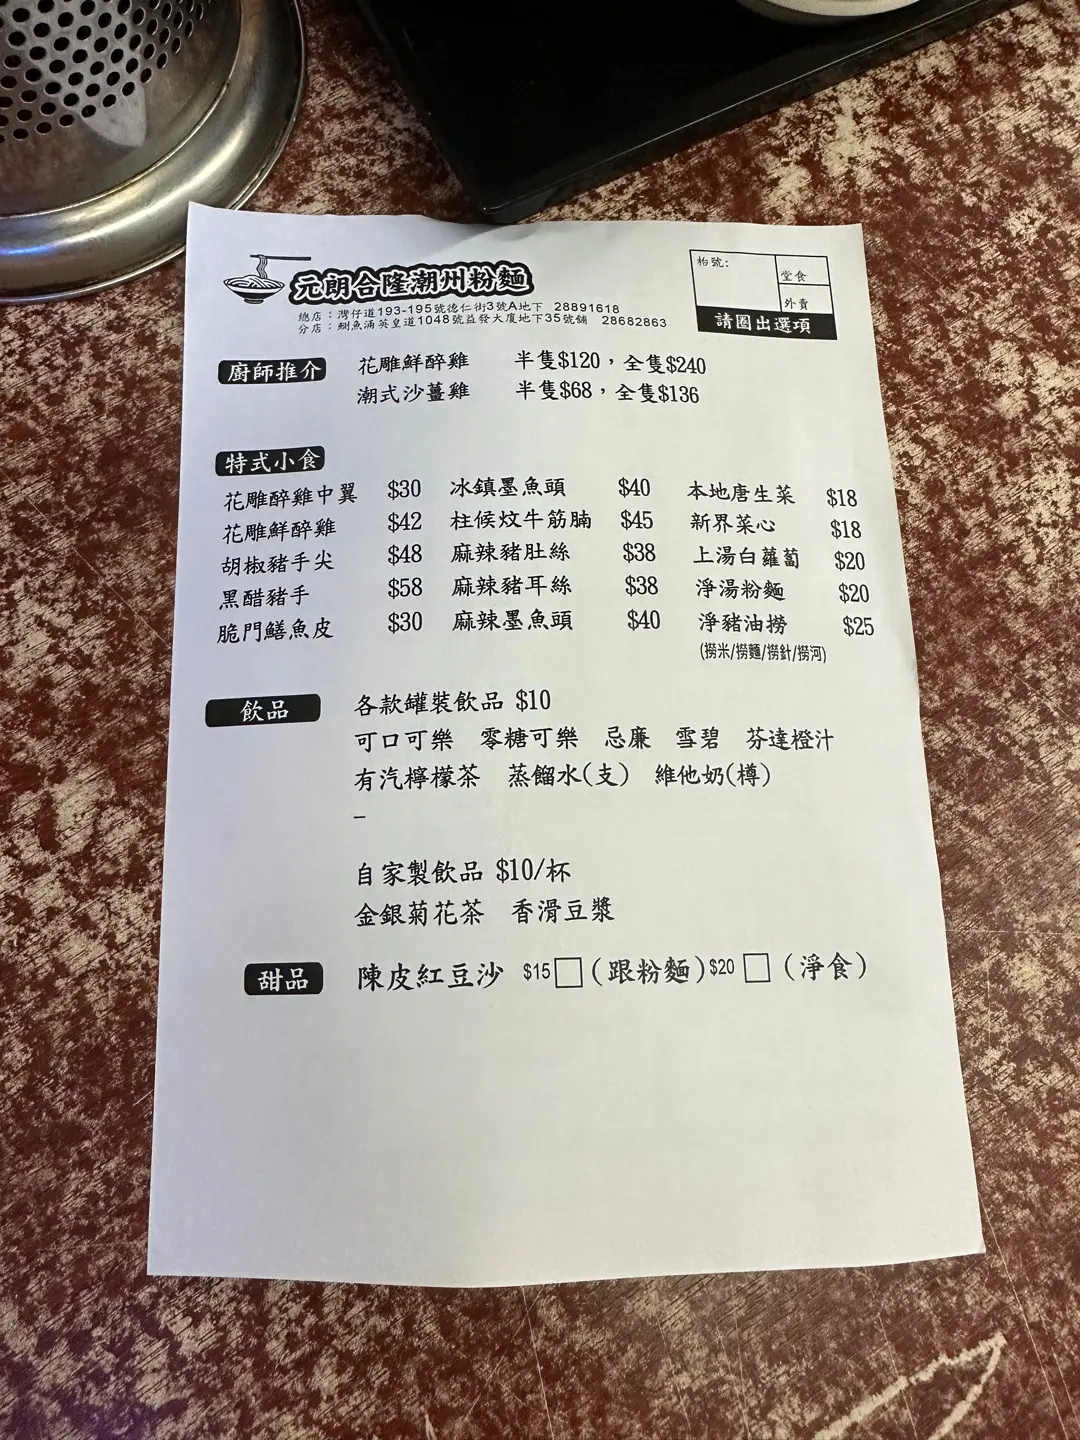 元朗合隆潮州粉麵
總店：灣仔道193-195號德仁街3號A地下 28891618
分店：鰂魚涌英皇道1048號益發大廈地下35號舖 28682863
枱號:
堂食
外賣
請圈出選項
廚師推介
花雕鮮醉雞 半隻$120，全隻$240
潮式沙薑雞 半隻$68，全隻$136
特式小食
花雕醉雞中翼 $30 冰鎮墨魚頭 $40 本地唐生菜 $18
花雕鮮醉雞 $42 柱候炆牛筋腩 $45 新界菜心 $18
胡椒豬手尖 $48 麻辣豬肚絲 $38 上湯白蘿蔔 $20
黑醋豬手 $58 麻辣豬耳絲 $38 淨湯粉麵 $20
脆門鱔魚皮 $30 麻辣墨魚頭 $40 淨豬油撈 $25
(撈米/撈麵/撈針/撈河)
飲品
各款罐裝飲品 $10
可口可樂 零糖可樂 忌廉 雪碧 芬達橙汁
有汽檸檬茶 蒸餾水(支) 維他奶(樽)
–
自家製飲品 $10/杯
金銀菊花茶 香滑豆漿
甜品
陳皮紅豆沙 $15□(跟粉麵)$20 □(淨食)